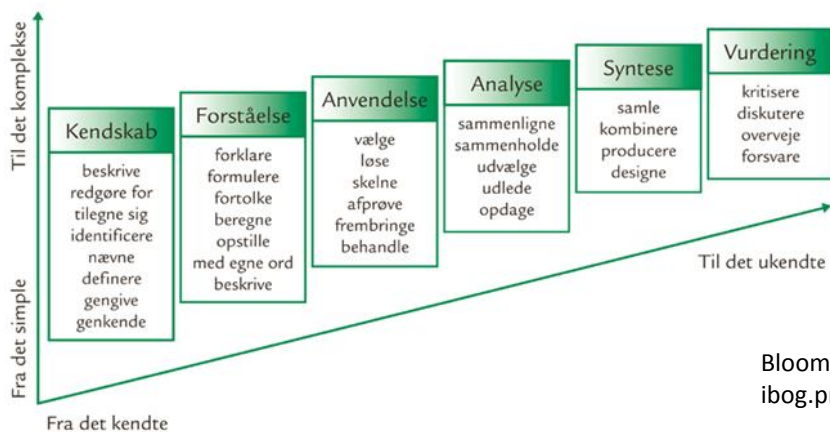 Til det komplekse
Fra det simple
Kendskab
beskrive
redgøre for
tilegne sig
identificere
nævne
definere
gengive
genkende
Forståelse
forklare
formulere
fortolke
beregne
opstille
med egne ord
beskrive
Anvendelse
vælge
løse
skelne
afprøve
frembringe
behandle
Analyse
sammenligne
sammenholde
udvælge
udlede
opdage
Syntese
samle
kombinere
producere
designe
Vurdering
kritisere
diskutere
overveje
forsvare
Til det ukendte
Fra det kendte
Bloom